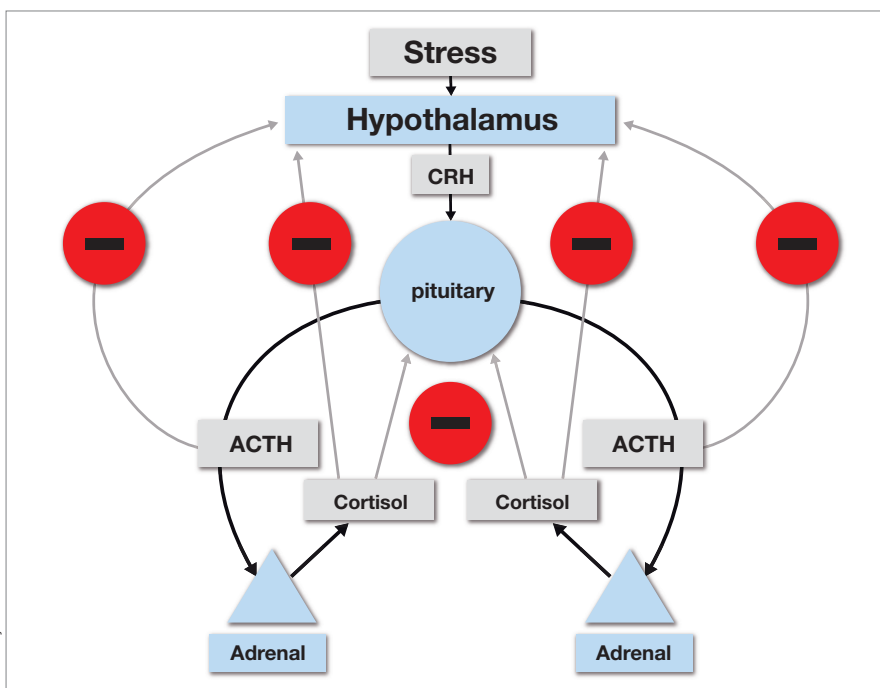 Stress
Hypothalamus
CRH
pituitary
ACTH
ACTH
Cortisol
Cortisol
Adrenal
Adrenal